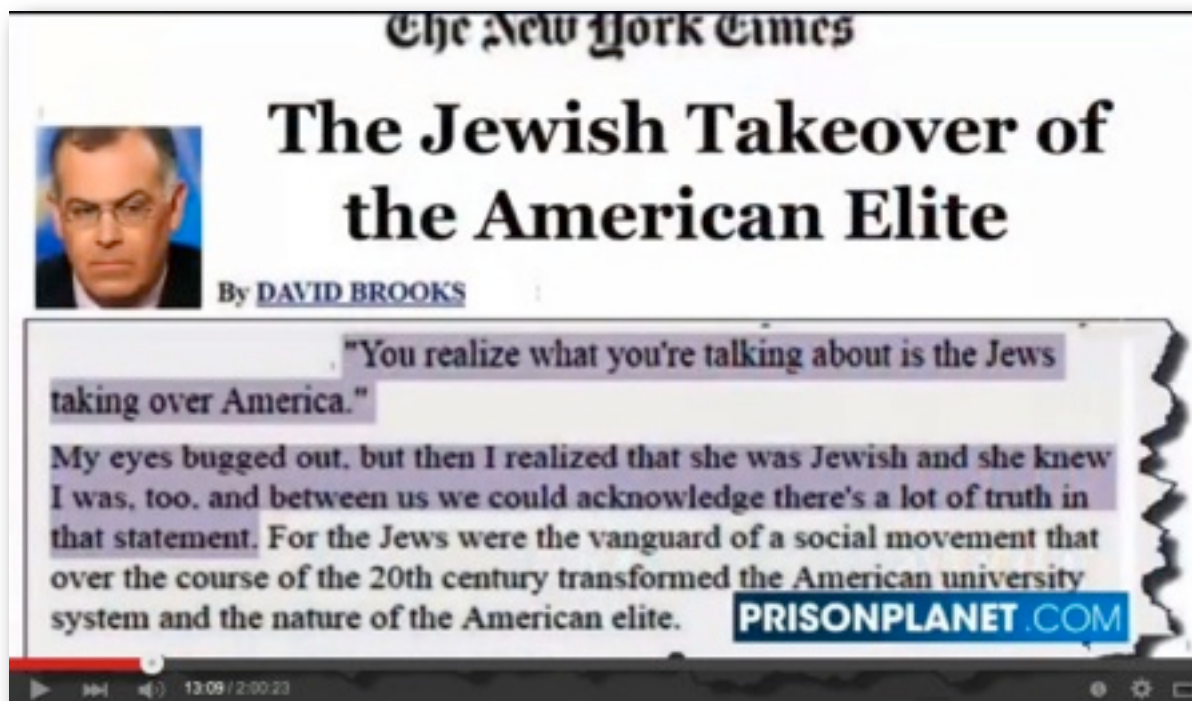 The New York Times
The Jewish Takeover of
the American Elite
By DAVID BROOKS
"You realize what you're talking about is the Jews
taking over America."
My eyes bugged out, but then I realized that she was Jewish and she knew
I was, too, and between us we could acknowledge there's a lot of truth in
that statement. For the Jews were the vanguard of a social movement that
over the course of the 20th century transformed the American university
system and the nature of the American elite.
PRISONPLANET.COM
13:09 / 2:00:23